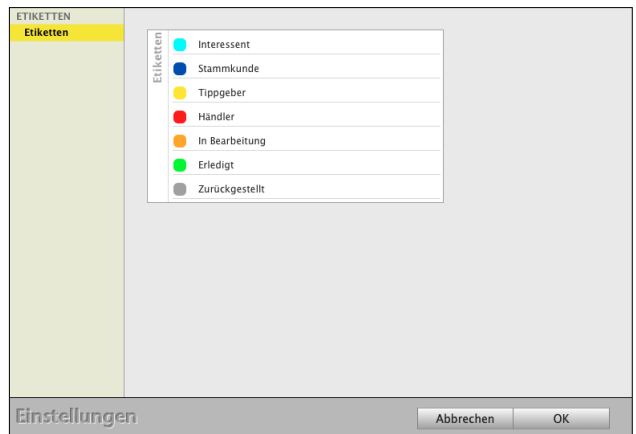 ETIKETTEN
Etiketten
Etiketten
Interessent
Stammkunde
Tippgeber
Händler
In Bearbeitung
Erledigt
Zurückgestellt
Einstellungen
Abbrechen
OK